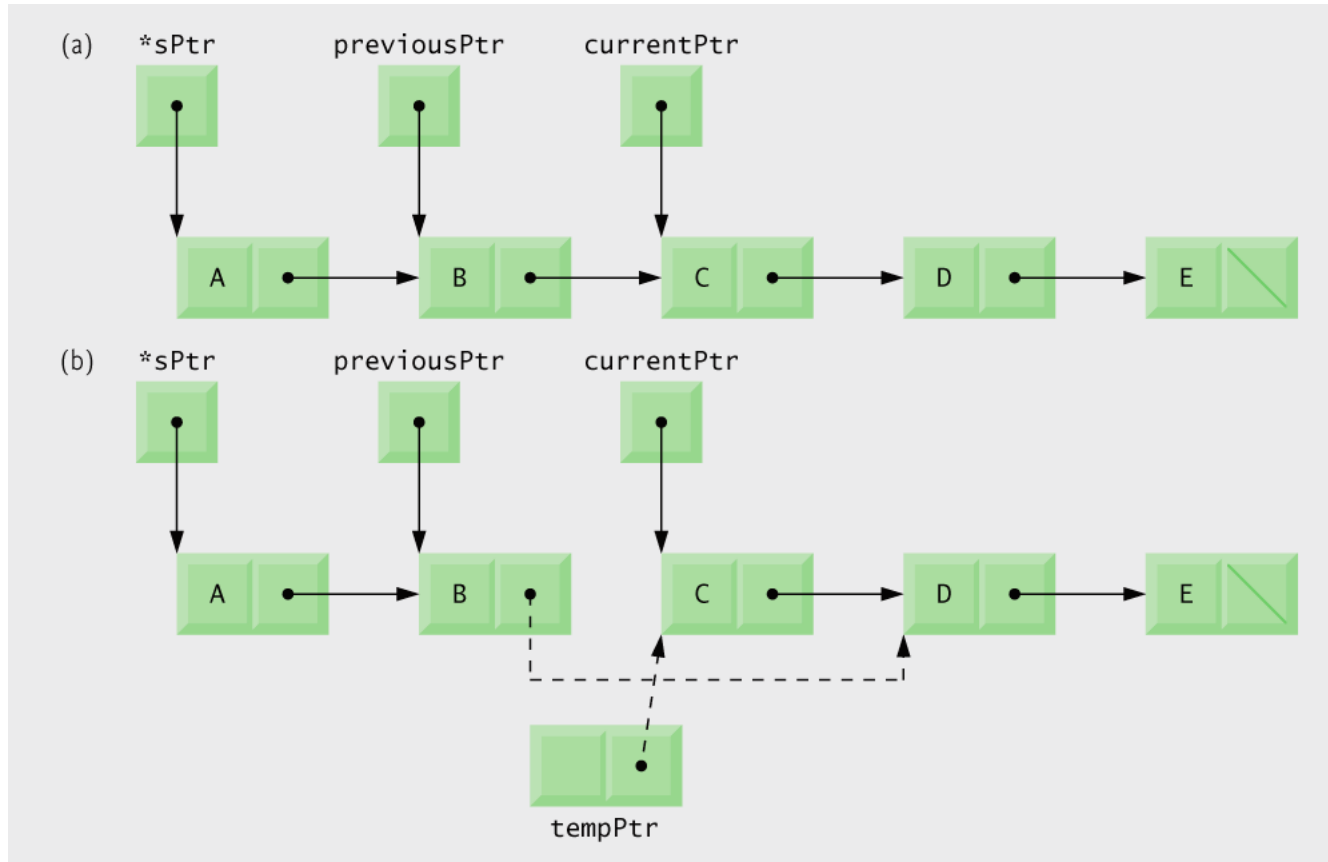 (a) *sPtr previousPtr currentPtr
A B C D E
(b) *sPtr previousPtr currentPtr
A B C D E
tempPtr